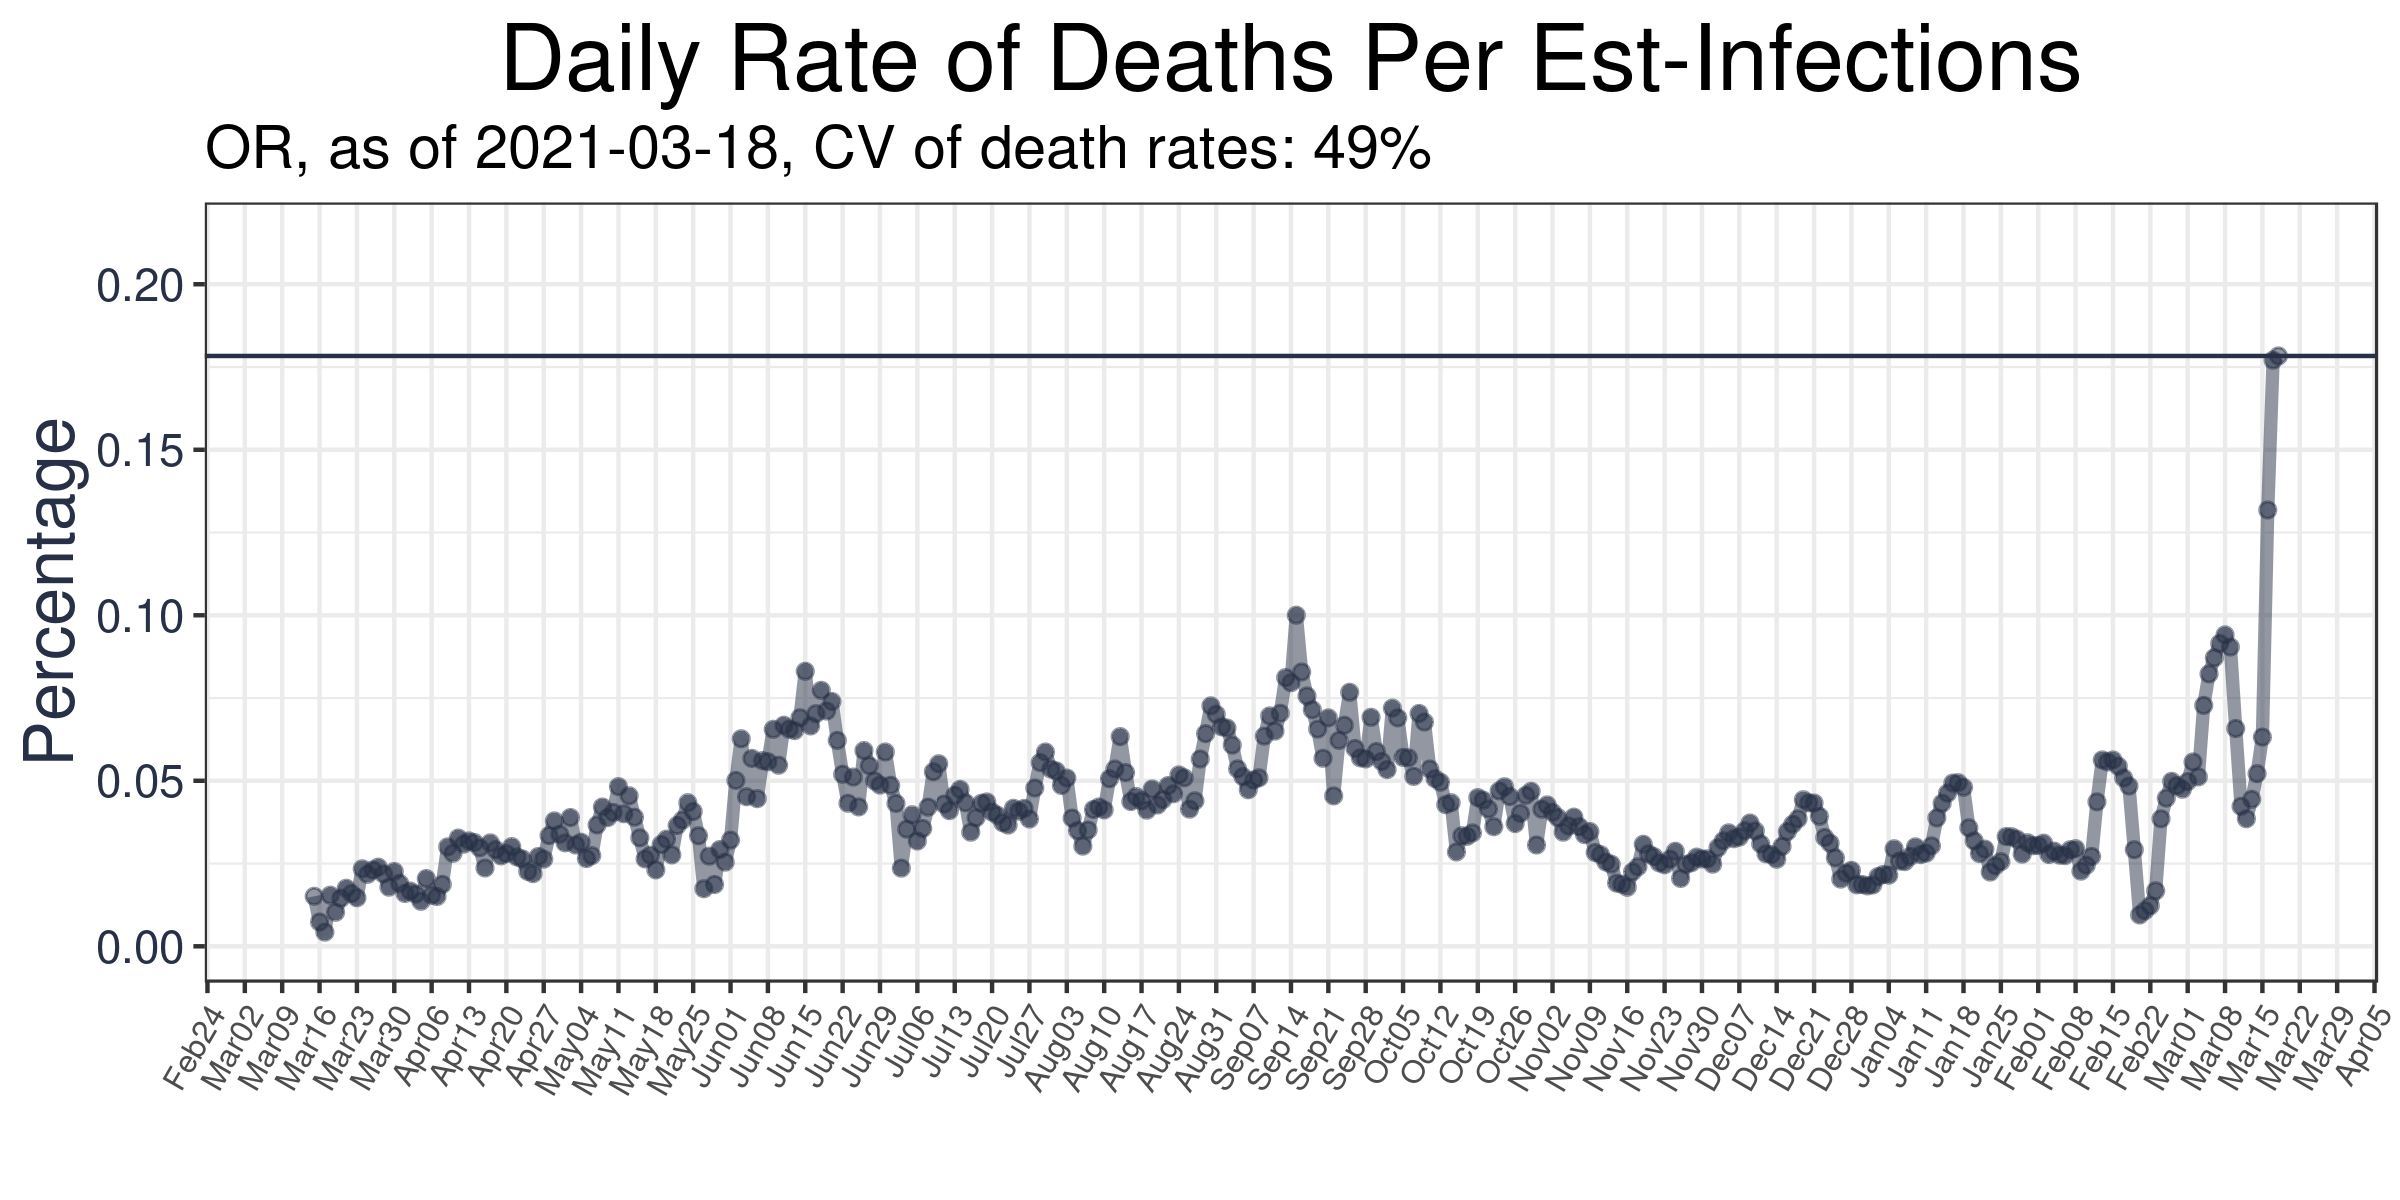 Daily Rate of Deaths Per Est-Infections
OR, as of 2021-03-18, CV of death rates: 49%
Percentage
0.20
0.15
0.10
0.05
0.00
Feb24
Mar02
Mar09
Mar16
Mar23
Mar30
Apr06
Apr13
Apr20
Apr27
May04
May11
May18
May25
Jun01
Jun08
Jun15
Jun22
Jun29
Jul06
Jul13
Jul20
Jul27
Aug03
Aug10
Aug17
Aug24
Aug31
Sep07
Sep14
Sep21
Sep28
Oct05
Oct12
Oct19
Oct26
Nov02
Nov09
Nov16
Nov23
Nov30
Dec07
Dec14
Dec21
Dec28
Jan04
Jan11
Jan18
Jan25
Feb01
Feb08
Feb15
Feb22
Mar01
Mar08
Mar15
Mar22
Mar29
Apr05